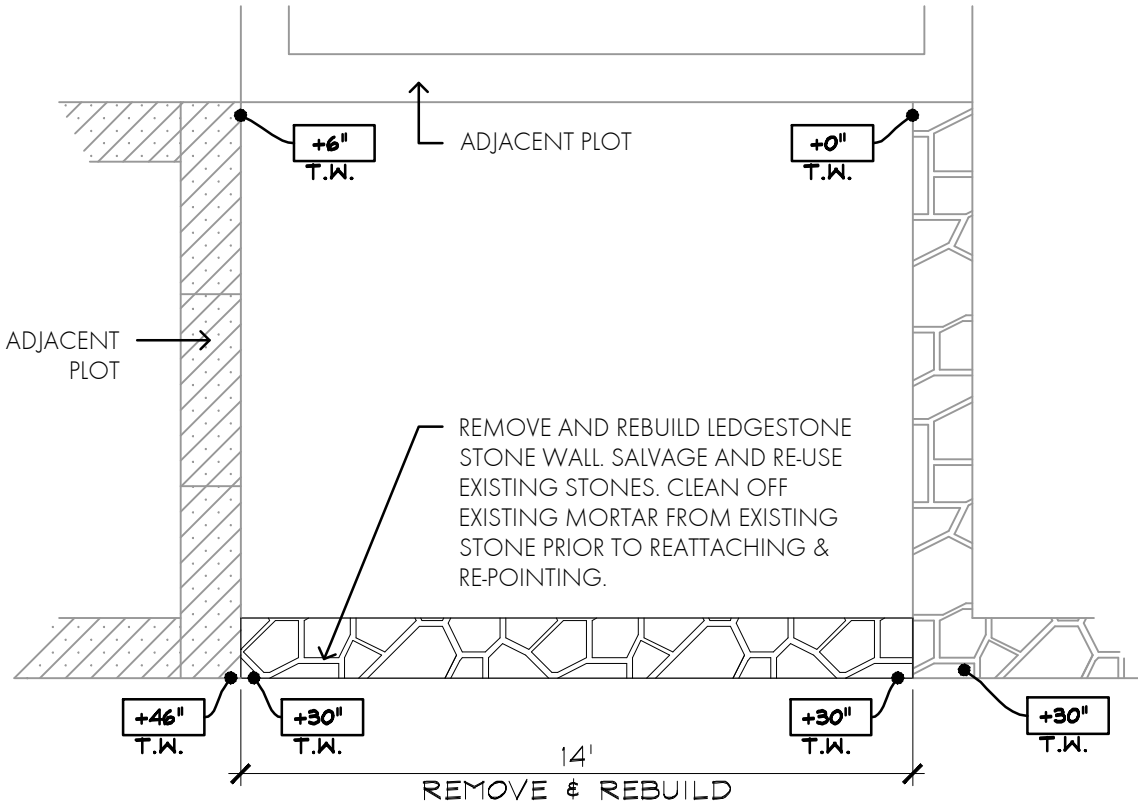 +6"
T.W.
ADJACENT PLOT
+0"
T.W.
ADJACENT
PLOT
REMOVE AND REBUILD LEDGESTONE
STONE WALL. SALVAGE AND RE-USE
EXISTING STONES. CLEAN OFF
EXISTING MORTAR FROM EXISTING
STONE PRIOR TO REATTACHING &
RE-POINTING.
+46"
T.W.
+30"
T.W.
+30"
T.W.
+30"
T.W.
14'
REMOVE & REBUILD